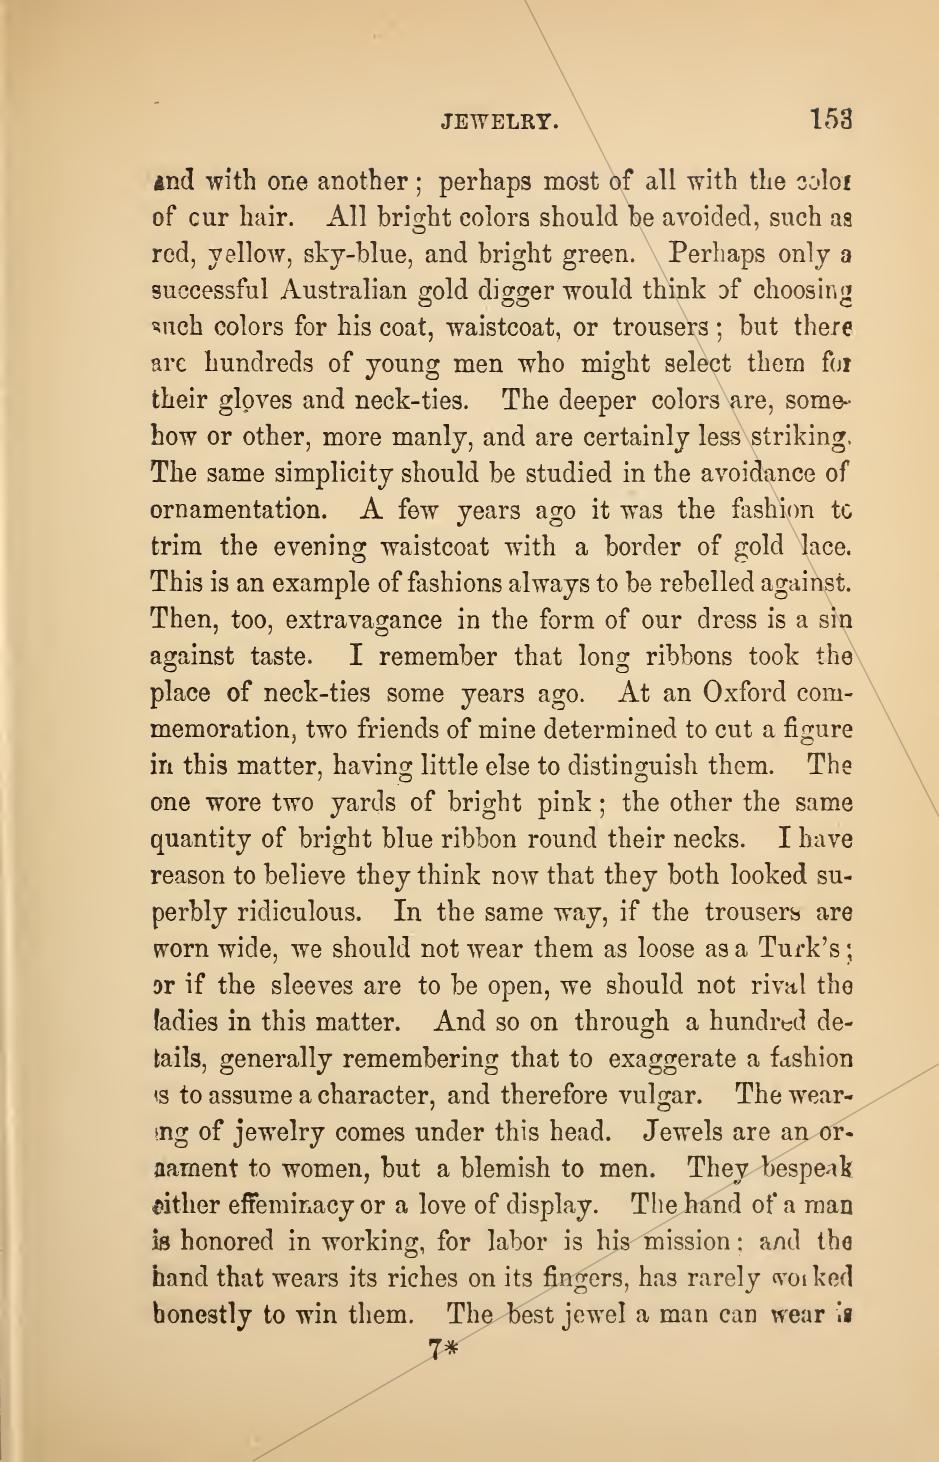 JEWELRY. 153
and with one another; perhaps most of all with the color
of our hair. All bright colors should be avoided, such as
red, yellow, sky-blue, and bright green. Perhaps only a
successful Australian gold digger would think of choosing
such colors for his coat, waistcoat, or trousers; but there
are hundreds of young men who might select them for
their gloves and neck-ties. The deeper colors are, some-
how or other, more manly, and are certainly less striking.
The same simplicity should be studied in the avoidance of
ornamentation. A few years ago it was the fashion to
trim the evening waistcoat with a border of gold lace.
This is an example of fashions always to be rebelled against.
Then, too, extravagance in the form of our dress is a sin
against taste. I remember that long ribbons took the
place of neck-ties some years ago. At an Oxford com-
memoration, two friends of mine determined to cut a figure
in this matter, having little else to distinguish them. The
one wore two yards of bright pink; the other the same
quantity of bright blue ribbon round their necks. I have
reason to believe they think now that they both looked su-
perbly ridiculous. In the same way, if the trousers are
worn wide, we should not wear them as loose as a Turk's;
or if the sleeves are to be open, we should not rival the
ladies in this matter. And so on through a hundred de-
tails, generally remembering that to exaggerate a fashion
is to assume a character, and therefore vulgar. The wear-
ing of jewelry comes under this head. Jewels are an or-
nament to women, but a blemish to men. They bespeak
either effeminacy or a love of display. The hand of a man
is honored in working, for labor is his mission; and the
hand that wears its riches on its fingers, has rarely worked
honestly to win them. The best jewel a man can wear is
7*